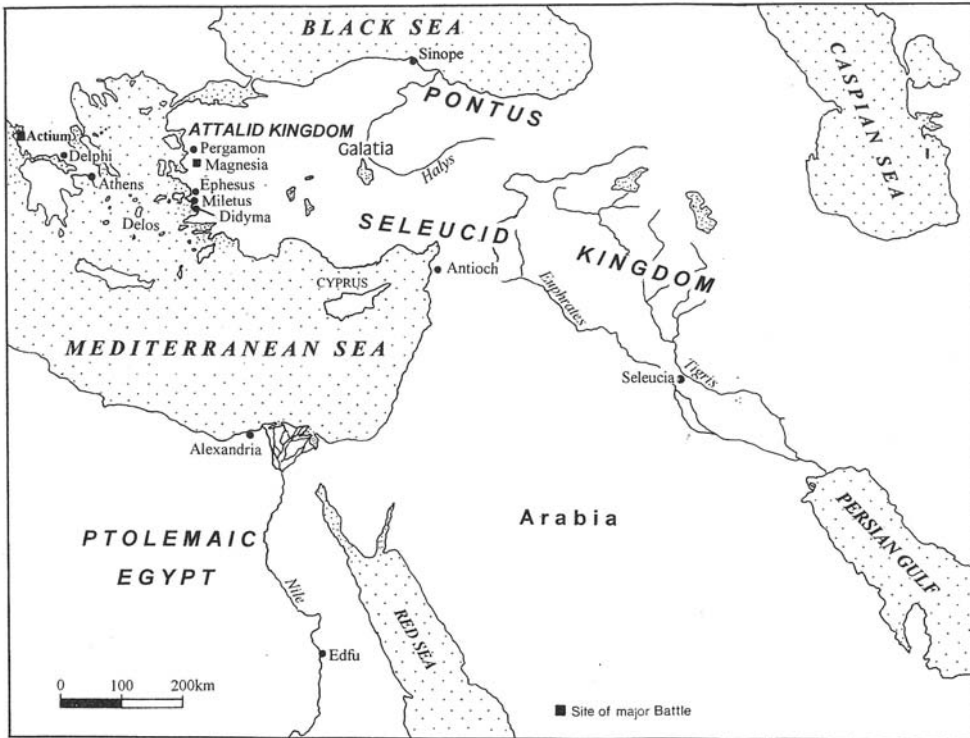 BLACK SEA
Sinope
CASPIAN SEA
PONTUS
ATTALID KINGDOM
Actium
Pergamon
Galatia
Delphi
Magnesia
Halys
Athens
Ephesus
Miletus
Delos
Didyma
SELEUCID
KINGDOM
Antioch
CYPRUS
Euphrates
MEDITERRANEAN SEA
Seleucia
Tigris
Alexandria
Arabia
PERSIAN GULF
PTOLEMAIC
EGYPT
Nile
RED SEA
Edfu
0 100 200km
Site of major Battle